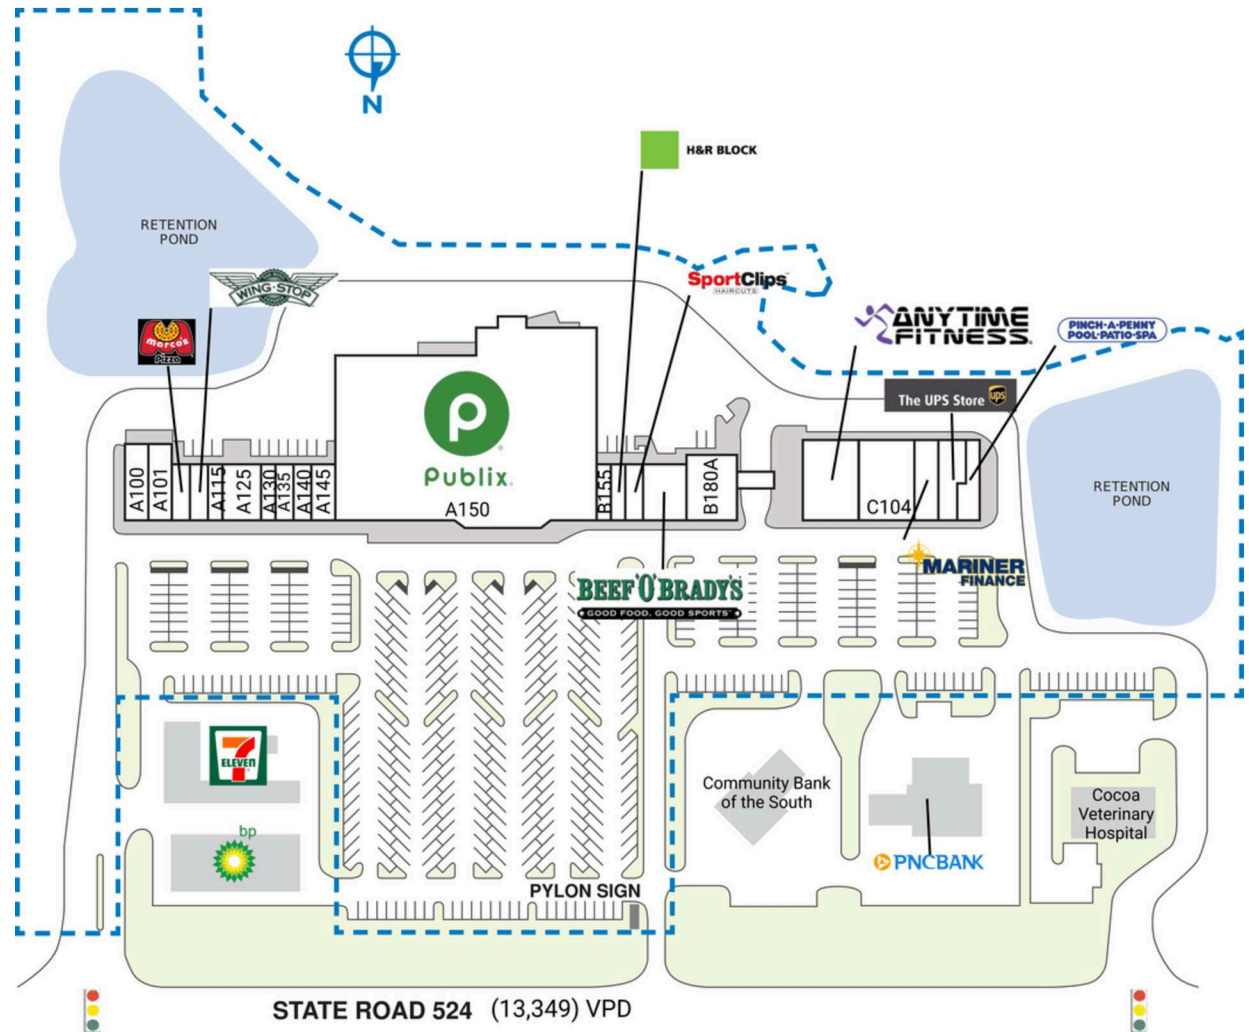 N
H&R BLOCK
RETENTION
POND
WING·STOP
SportClips
HAIRCUTS
ANYTIME
FITNESS
PINCH-A-PENNY
POOL·PATIO·SPA
Marco's
Pizza
The UPS Store
ups
P
Publix.
RETENTION
POND
A100
A101
A115
A125
A130
A135
A140
A145
A150
B155
B180A
C104
BEEF 'O' BRADY'S
GOOD FOOD. GOOD SPORTS
MARINER
FINANCE
7
ELEVEN
Community Bank
of the South
Cocoa
Veterinary
Hospital
bp
PNCBANK
PYLON SIGN
STATE ROAD 524 (13,349) VPD